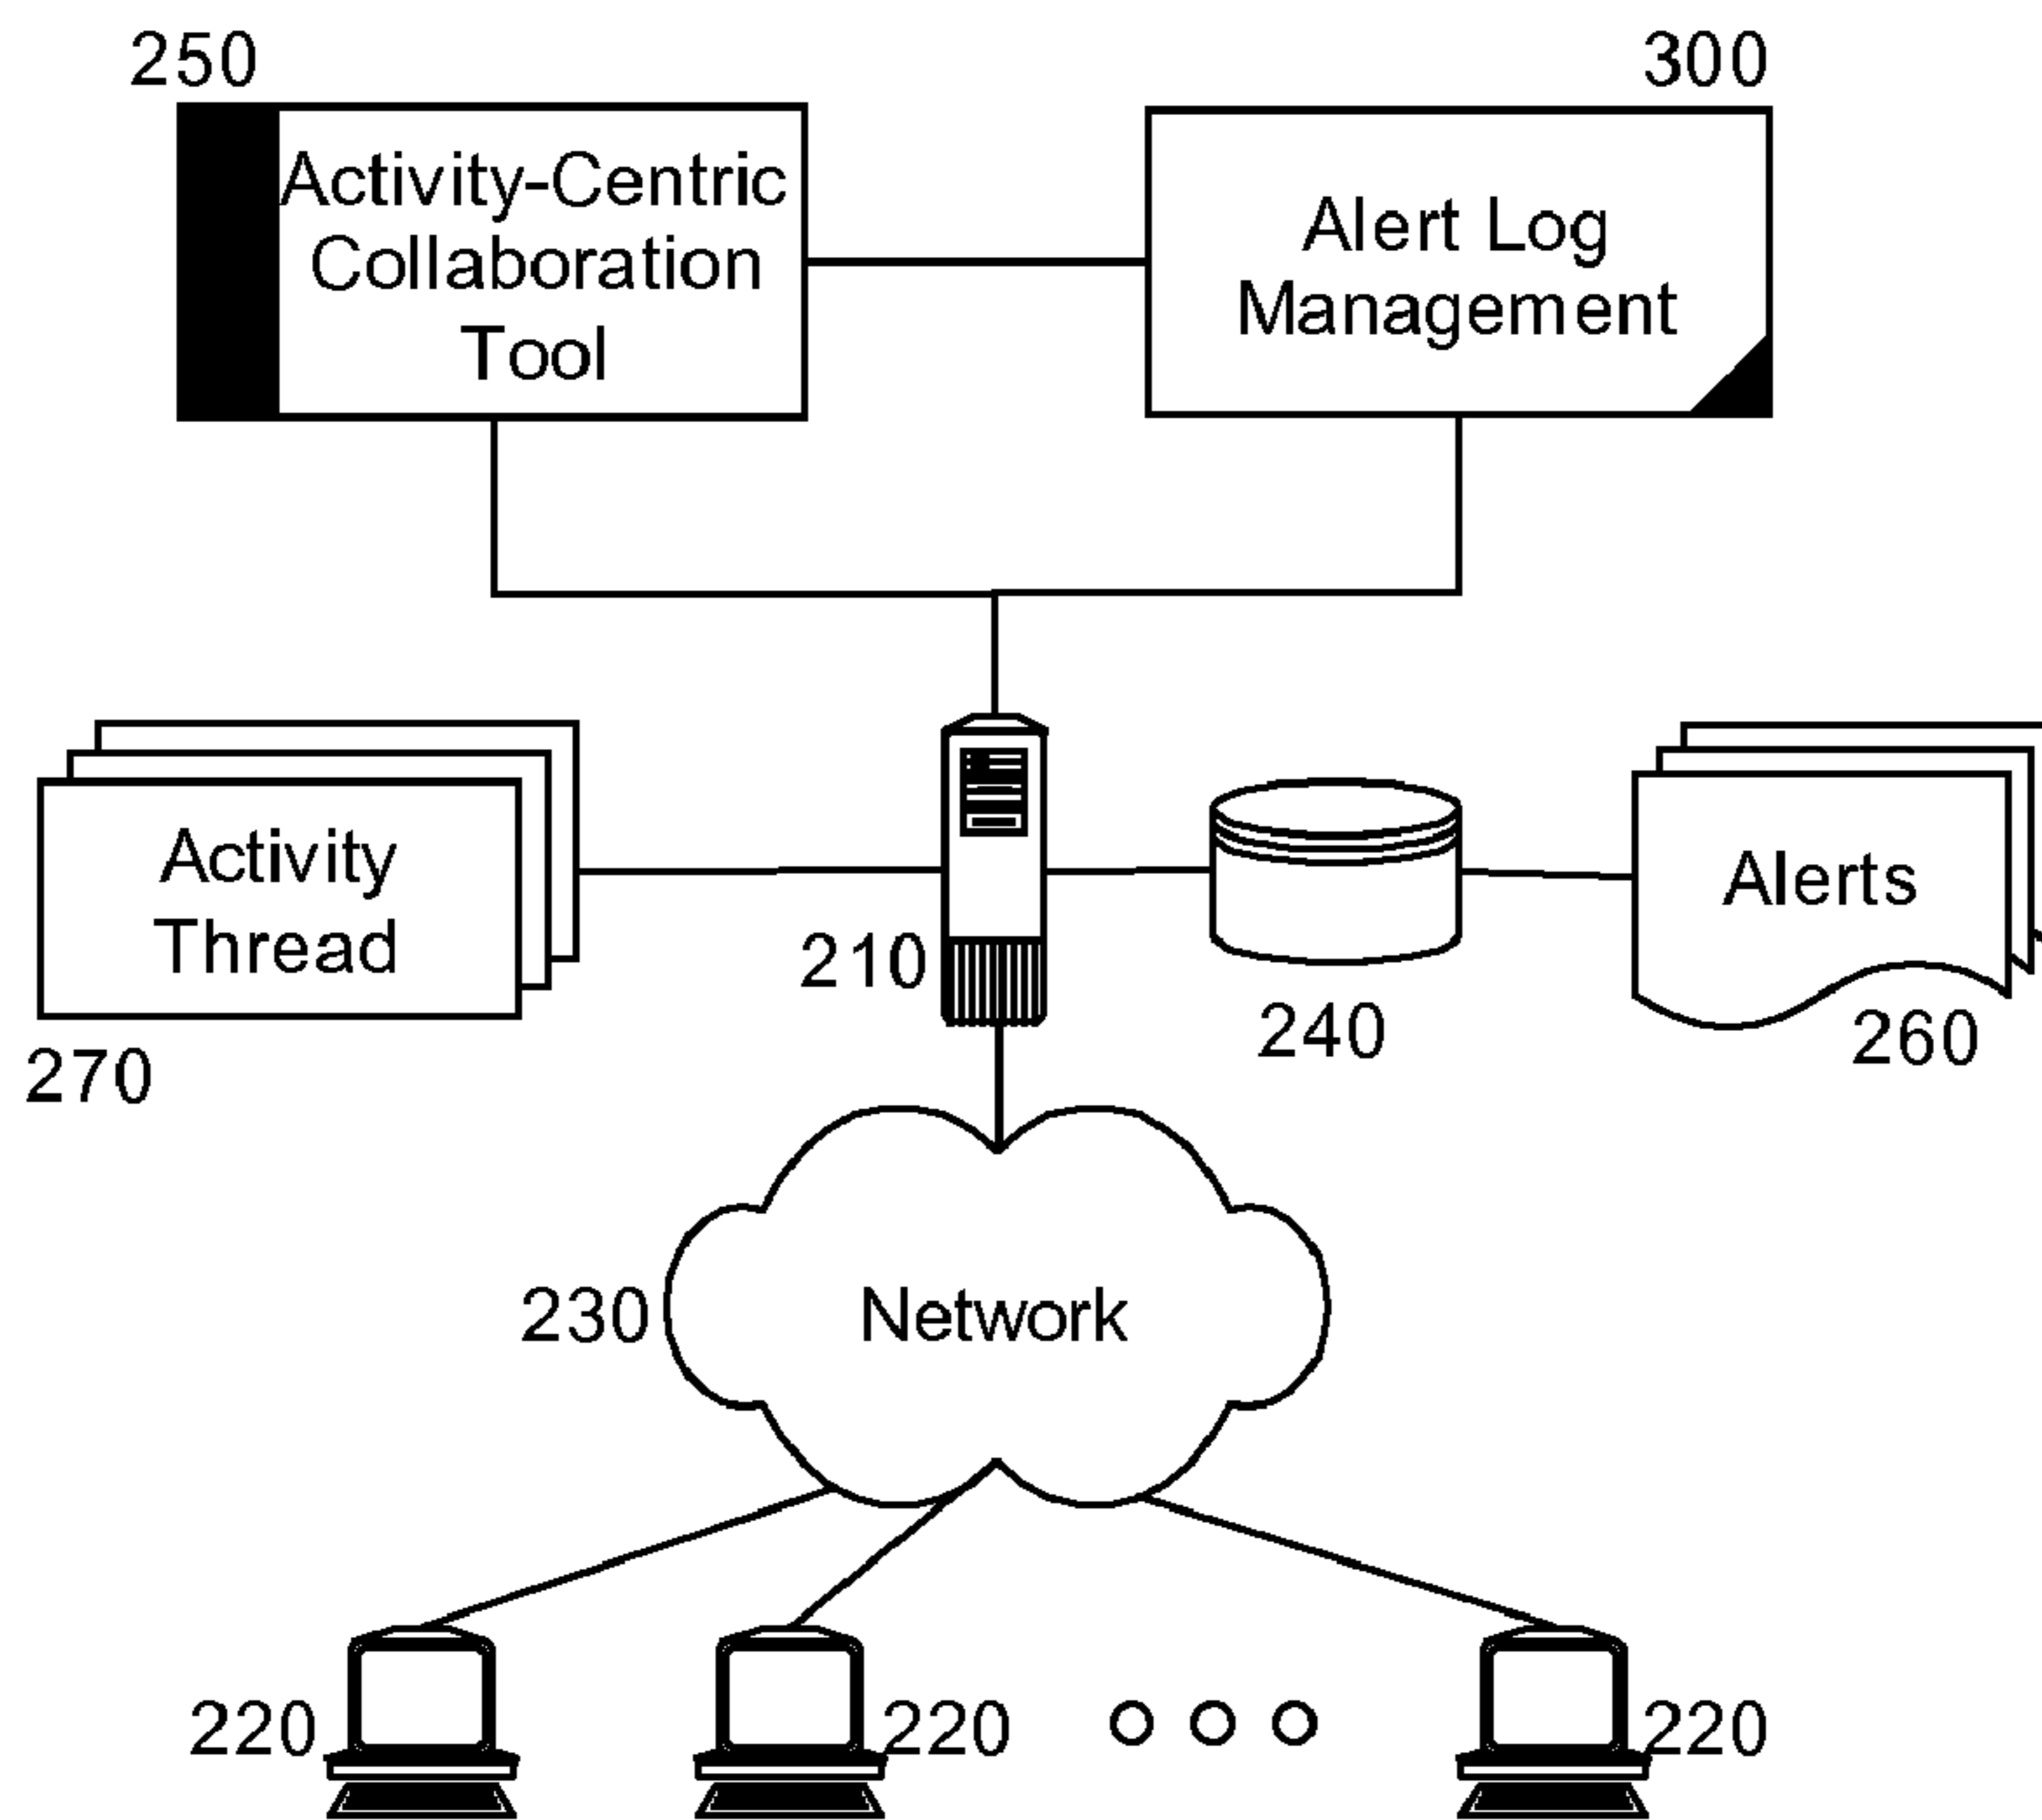 250
300
Activity-Centric
Collaboration
Tool
Alert Log
Management
Activity
Thread
270
210
240
Alerts
260
230
Network
220
220
220